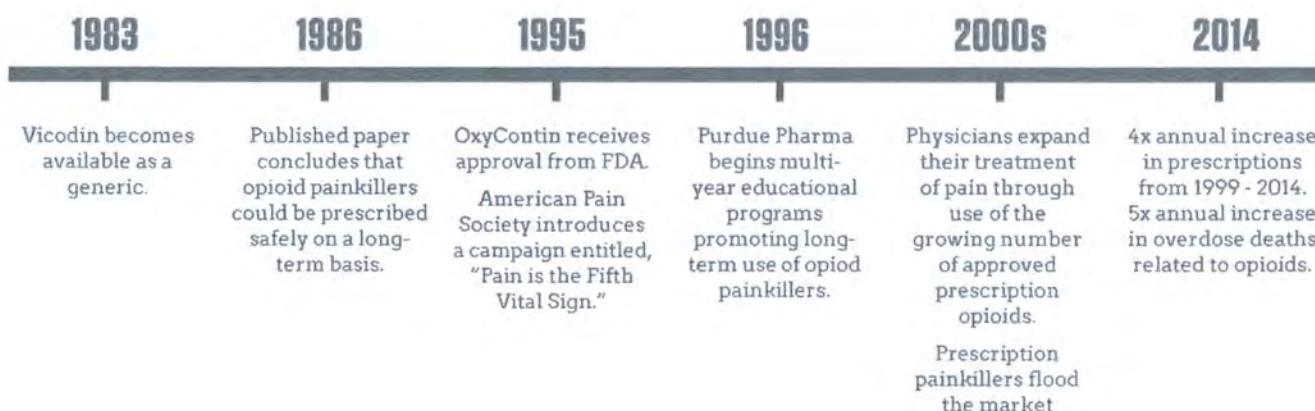 1983
Vicodin becomes
available as a
generic.
1986
Published paper
concludes that
opioid painkillers
could be prescribed
safely on a long-
term basis.
1995
OxyContin receives
approval from FDA.
American Pain
Society introduces
a campaign entitled,
"Pain is the Fifth
Vital Sign."
1996
Purdue Pharma
begins multi-
year educational
programs
promoting long-
term use of opiod
painkillers.
2000s
Physicians expand
their treatment
of pain through
use of the
growing number
of approved
prescription
opioids.
Prescription
painkillers flood
the market
2014
4x annual increase
in prescriptions
from 1999 - 2014.
5x annual increase
in overdose deaths
related to opioids.